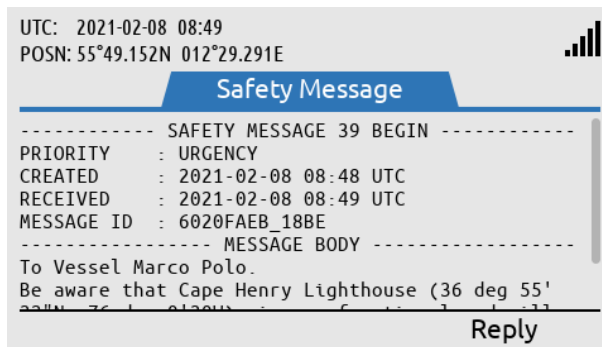 UTC: 2021-02-08 08:49
POSN: 55°49.152N 012°29.291E
Safety Message
------------ SAFETY MESSAGE 39 BEGIN ------------
PRIORITY : URGENCY
CREATED : 2021-02-08 08:48 UTC
RECEIVED : 2021-02-08 08:49 UTC
MESSAGE ID : 6020FAEB_18BE
----------------- MESSAGE BODY ------------------
To Vessel Marco Polo.
Be aware that Cape Henry Lighthouse (36 deg 55'
Reply